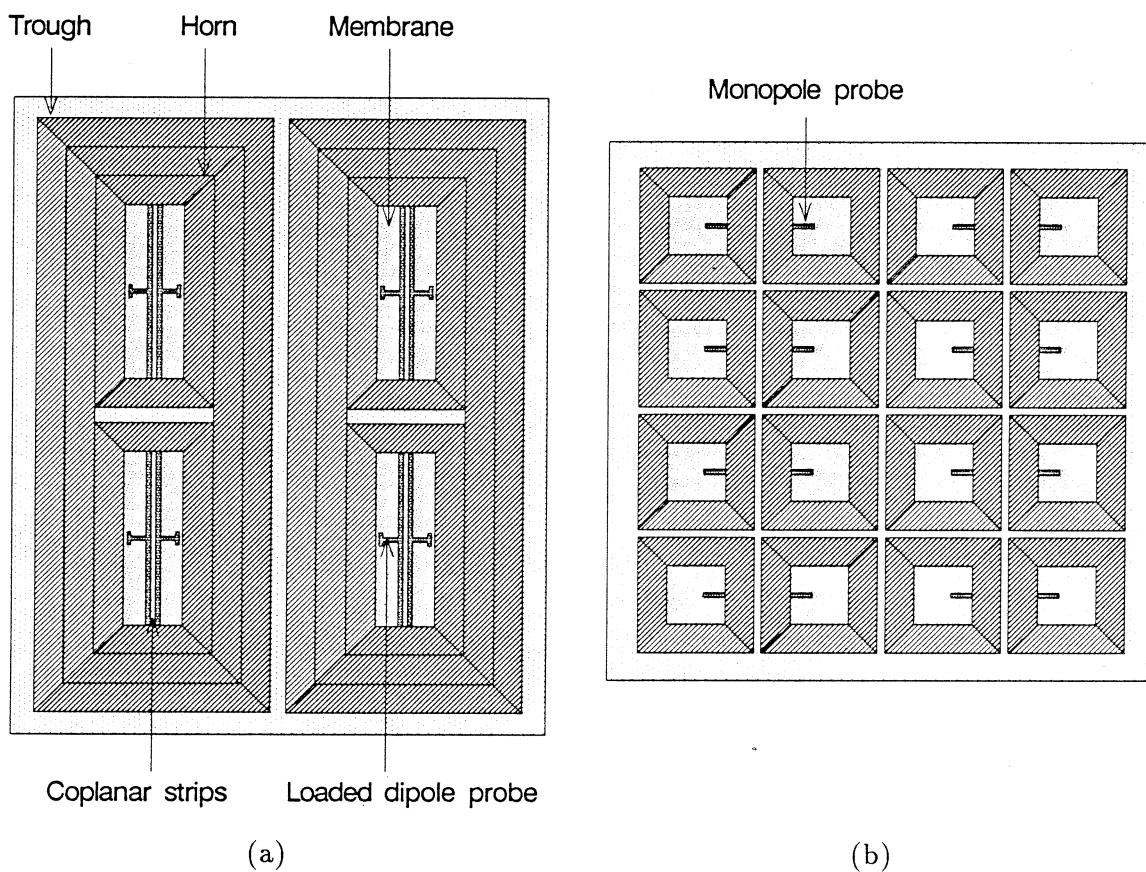 Trough Horn Membrane
Monopole probe
Coplanar strips Loaded dipole probe
(a) (b)